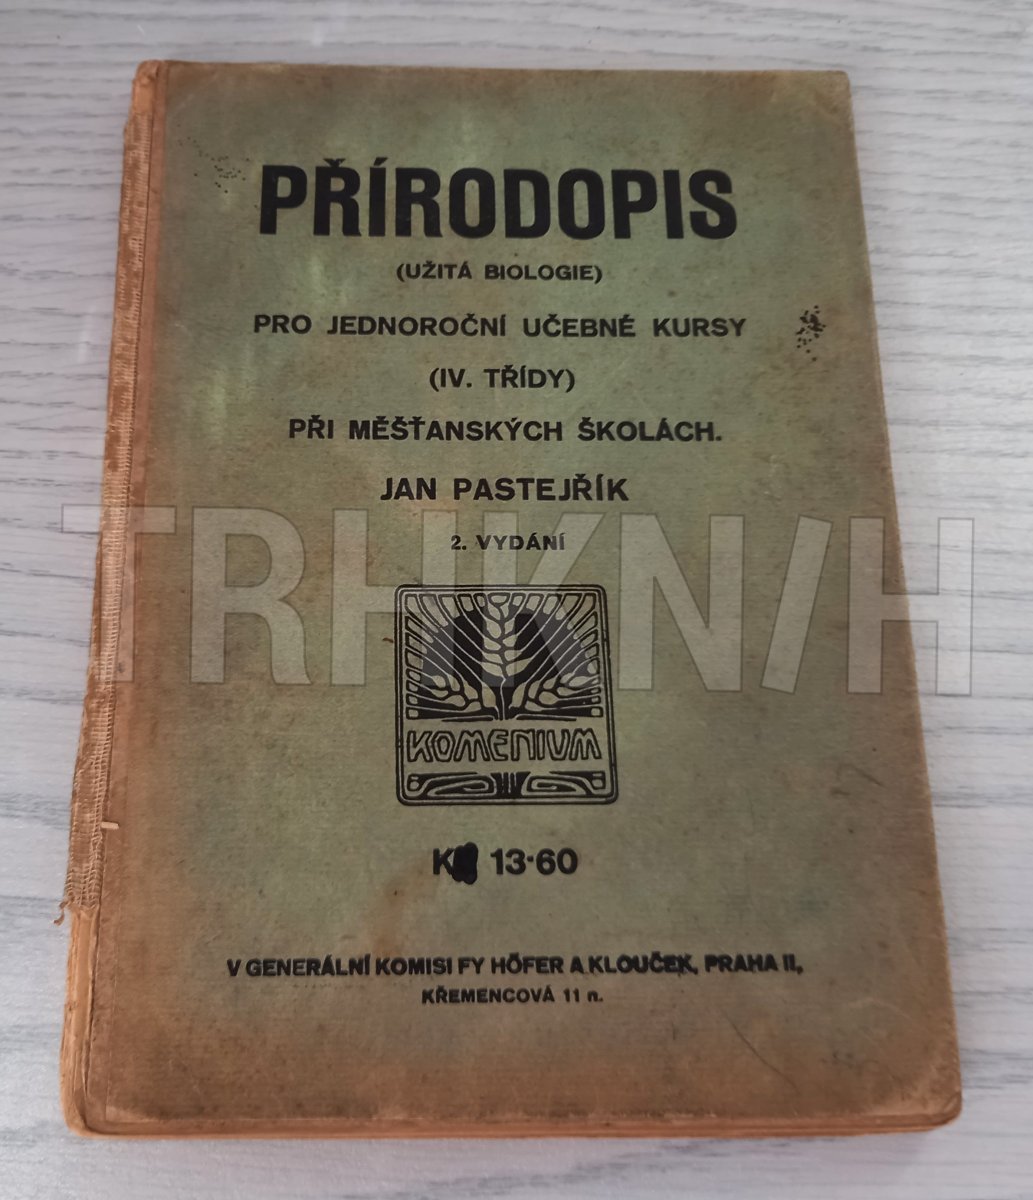 PŘÍRODOPIS
(UŽITÁ BIOLOGIE)
PRO JEDNOROČNÍ UČEBNÉ KURSY
(IV. TŘÍDY)
PŘI MĚŠŤANSKÝCH ŠKOLÁCH.
JAN PASTEJŘÍK
2. VYDÁNÍ
TRHKN/H
KOMENIUM
K 13·60
V GENERÁLNÍ KOMISI FY HÖFER A KLOUČEK, PRAHA II,
KŘEMENCOVÁ 11 n.